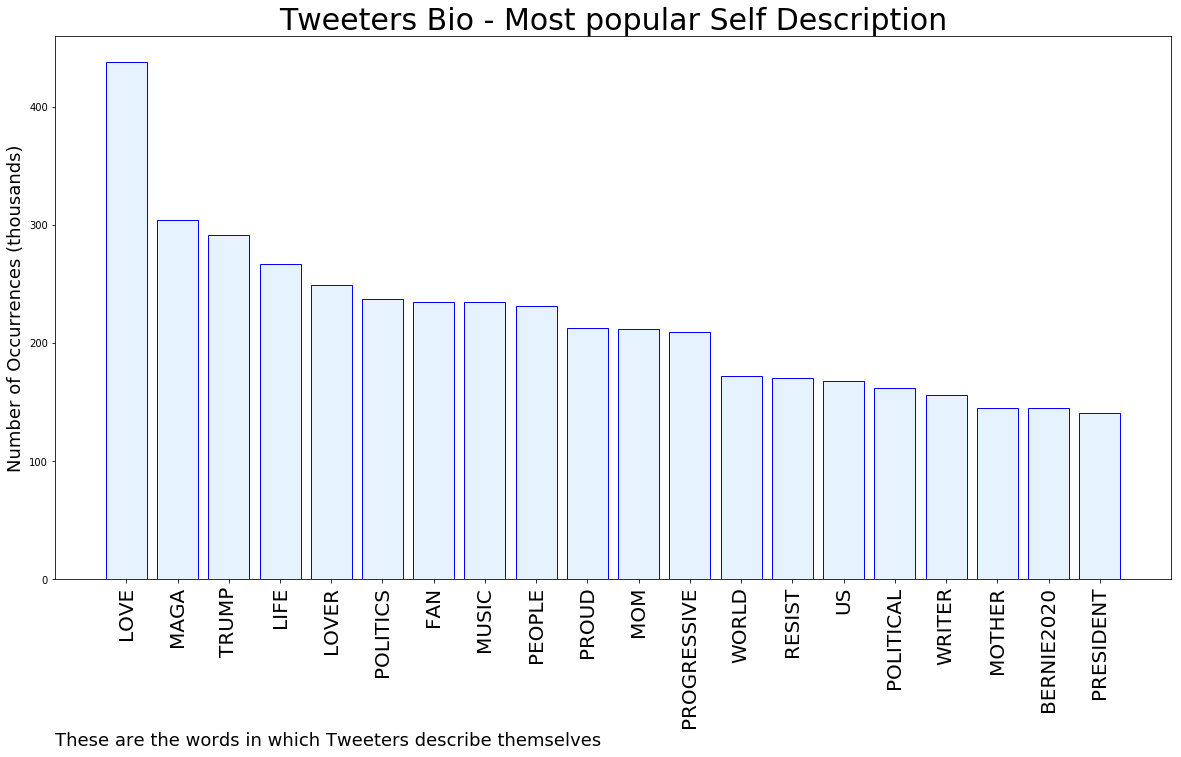 Tweeters Bio - Most popular Self Description
Number of Occurrences (thousands)
400
300
200
100
0
LOVE
MAGA
TRUMP
LIFE
LOVER
POLITICS
FAN
MUSIC
PEOPLE
PROUD
MOM
PROGRESSIVE
WORLD
RESIST
US
POLITICAL
WRITER
MOTHER
BERNIE2020
PRESIDENT
These are the words in which Tweeters describe themselves